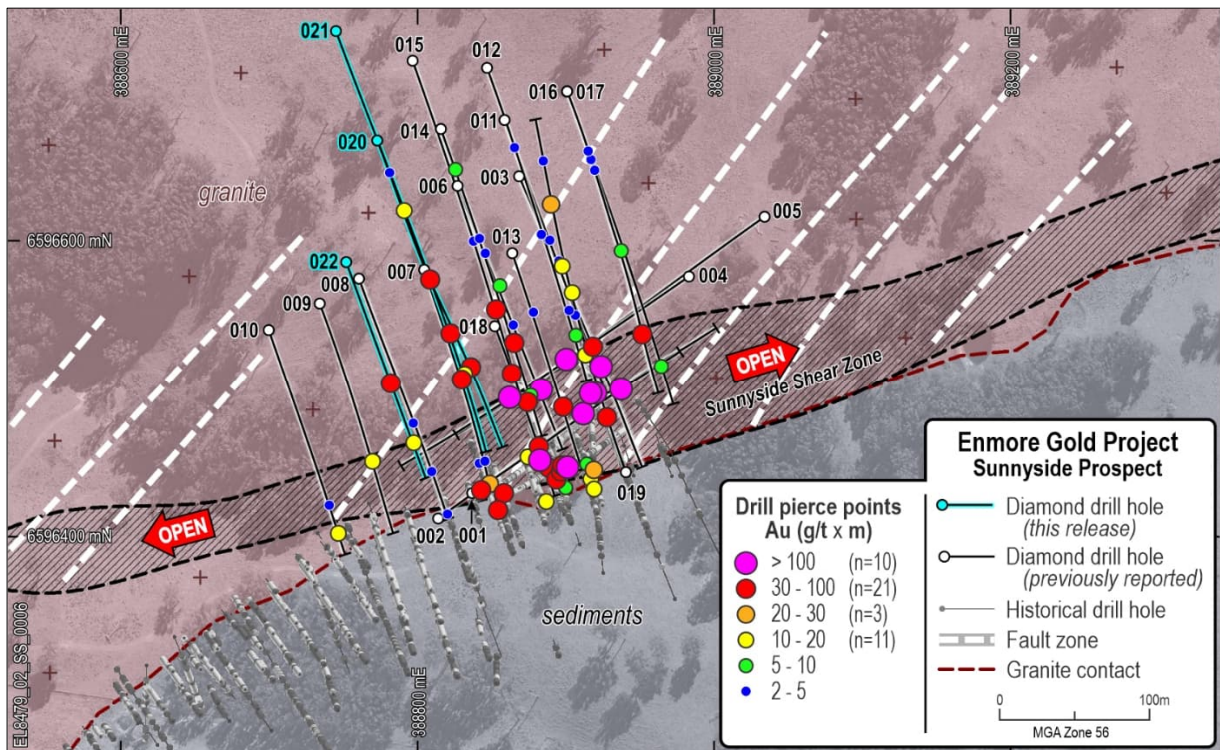 388600 mE
389000 mE
389200 mE
021
015
012
016
017
014
011
020
003
006
granite
005
6596600 mN
013
022
007
008
004
009
010
018
OPEN
Sunnyside Shear Zone
OPEN
019
002
001
6596400 mN
sediments
388800 mE
EL8479_02_SS_0006
Drill pierce points
Au (g/t x m)
> 100 (n=10)
30 - 100 (n=21)
20 - 30 (n=3)
10 - 20 (n=11)
5 - 10
2 - 5
Enmore Gold Project
Sunnyside Prospect
Diamond drill hole
(this release)
Diamond drill hole
(previously reported)
Historical drill hole
Fault zone
Granite contact
0 100m
MGA Zone 56